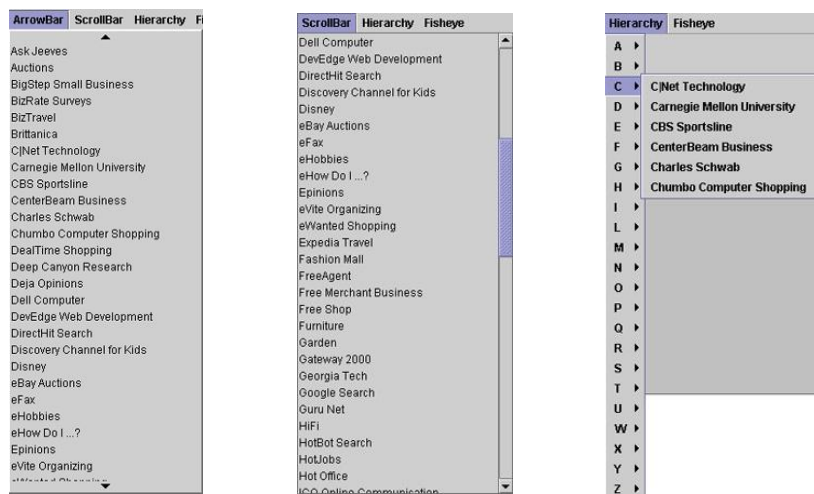 ArrowBar ScrollBar Hierarchy Fi
Ask Jeeves
Auctions
BigStep Small Business
BizRate Surveys
BizTravel
Brittanica
C|Net Technology
Carnegie Mellon University
CBS Sportsline
CenterBeam Business
Charles Schwab
Chumbo Computer Shopping
DealTime Shopping
Deep Canyon Research
Deja Opinions
Dell Computer
DevEdge Web Development
DirectHit Search
Discovery Channel for Kids
Disney
eBay Auctions
eFax
eHobbies
eHow Do I ...?
Epinions
eVite Organizing
ScrollBar Hierarchy Fisheye
Dell Computer
DevEdge Web Development
DirectHit Search
Discovery Channel for Kids
Disney
eBay Auctions
eFax
eHobbies
eHow Do I ...?
Epinions
eVite Organizing
eWanted Shopping
Expedia Travel
Fashion Mall
FreeAgent
Free Merchant Business
Free Shop
Furniture
Garden
Gateway 2000
Georgia Tech
Google Search
Guru Net
HiFi
HotBot Search
HotJobs
Hot Office
ICQ Online Communication
Hierarchy Fisheye
A
B
C
C|Net Technology
D
Carnegie Mellon University
E
CBS Sportsline
F
CenterBeam Business
G
Charles Schwab
H
Chumbo Computer Shopping
I
L
M
N
O
P
Q
R
S
T
U
W
X
Y
Z